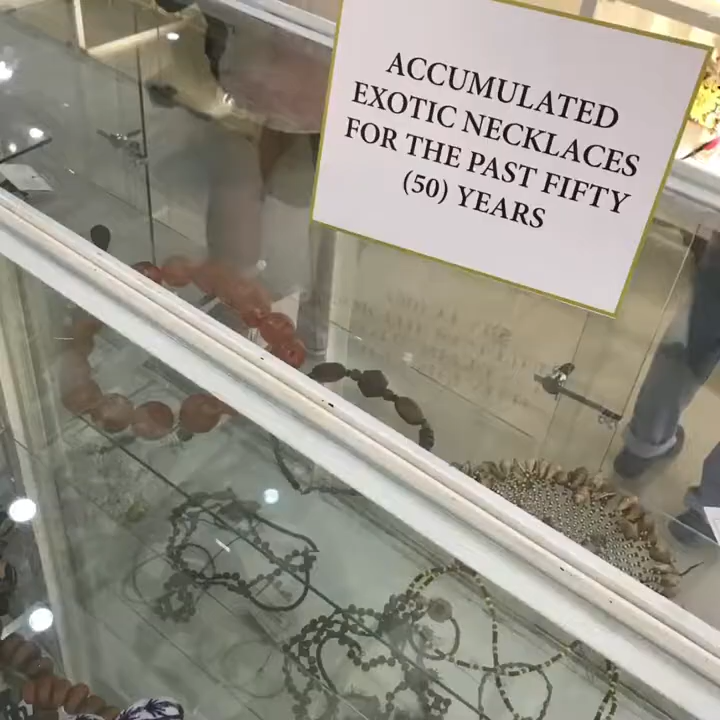 ACCUMULATED
EXOTIC NECKLACES
FOR THE PAST FIFTY
(50) YEARS